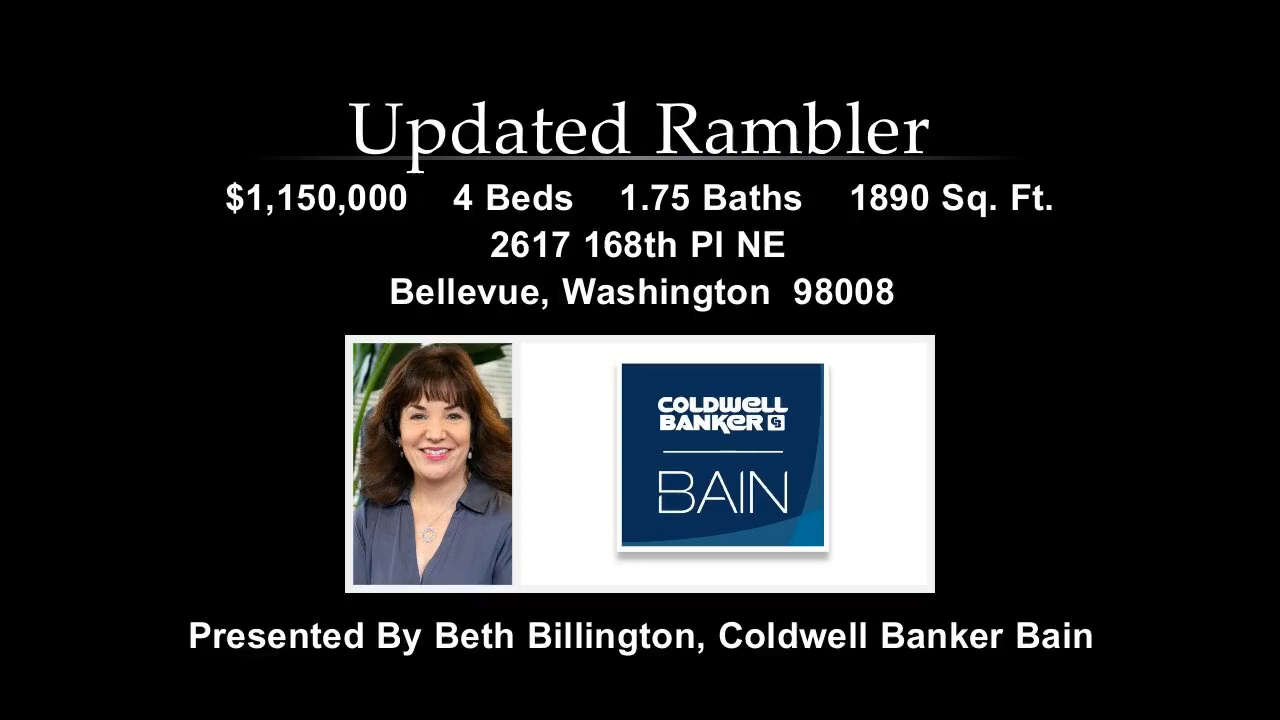 Updated Rambler
$1,150,000 4 Beds 1.75 Baths 1890 Sq. Ft.
2617 168th Pl NE
Bellevue, Washington 98008
COLDWELL
BANKER CB
BAIN
Presented By Beth Billington, Coldwell Banker Bain